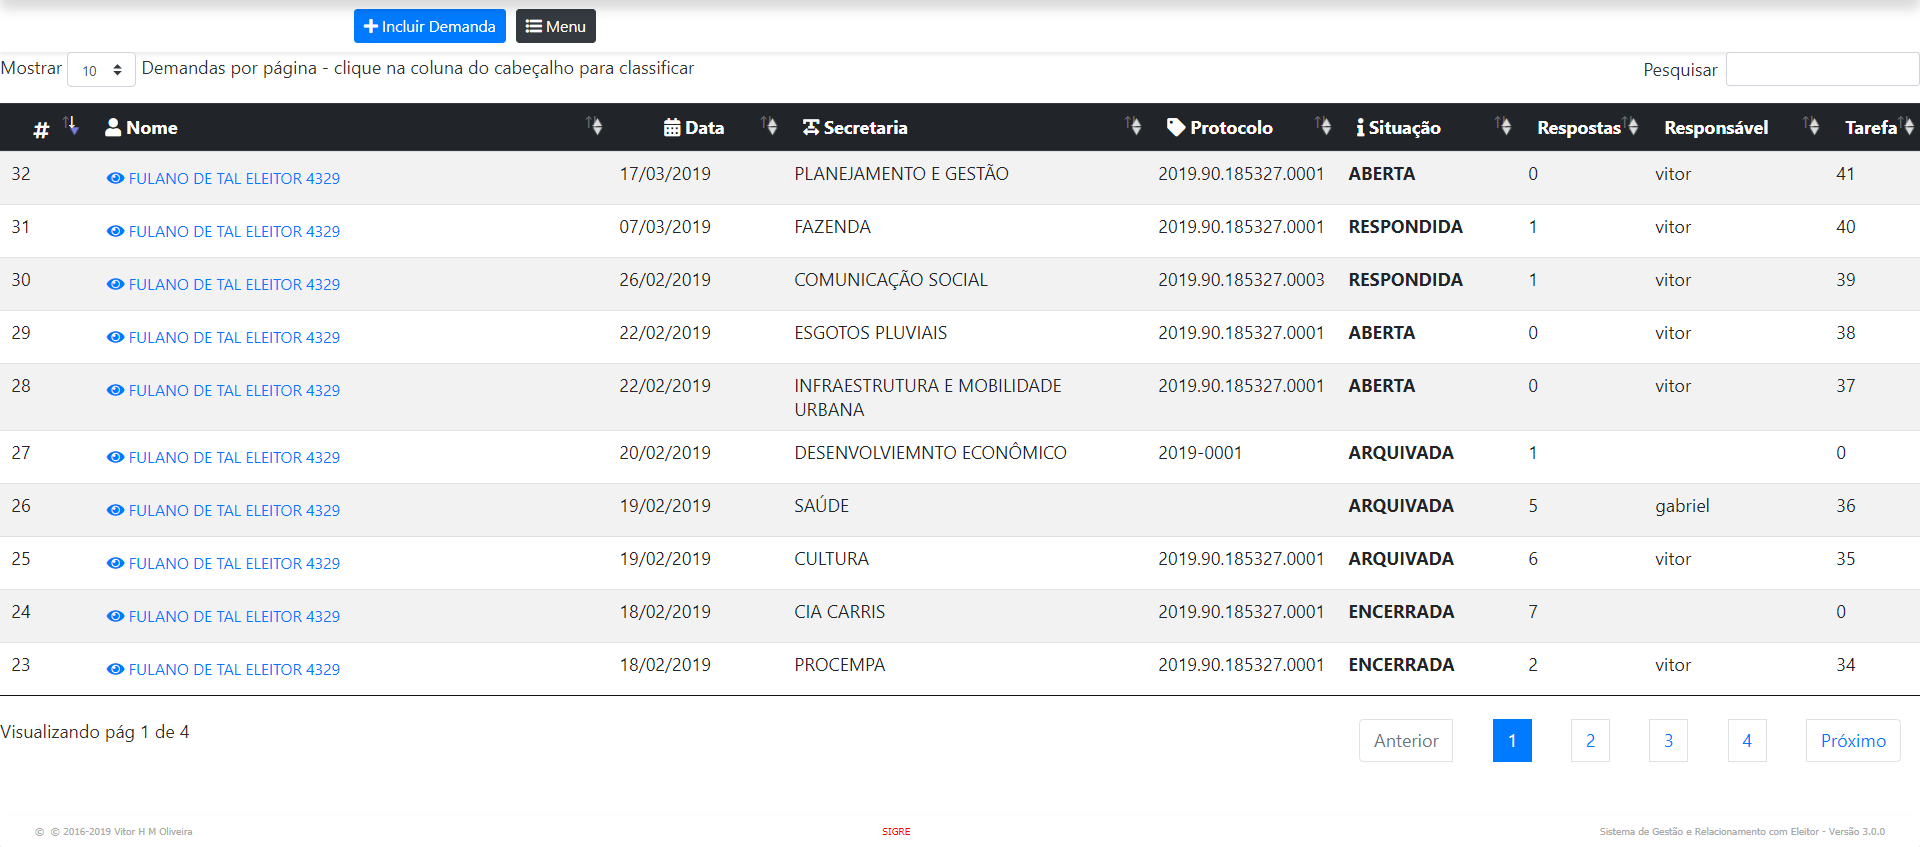 Incluir Demanda Menu
Mostrar 10 Demandas por página - clique na coluna do cabeçalho para classificar Pesquisar
# Nome Data Secretaria Protocolo Situação Respostas Responsável Tarefa
32 FULANO DE TAL ELEITOR 4329 17/03/2019 PLANEJAMENTO E GESTÃO 2019.90.185327.0001 ABERTA 0 vitor 41
31 FULANO DE TAL ELEITOR 4329 07/03/2019 FAZENDA 2019.90.185327.0001 RESPONDIDA 1 vitor 40
30 FULANO DE TAL ELEITOR 4329 26/02/2019 COMUNICAÇÃO SOCIAL 2019.90.185327.0003 RESPONDIDA 1 vitor 39
29 FULANO DE TAL ELEITOR 4329 22/02/2019 ESGOTOS PLUVIAIS 2019.90.185327.0001 ABERTA 0 vitor 38
28 FULANO DE TAL ELEITOR 4329 22/02/2019 INFRAESTRUTURA E MOBILIDADE 2019.90.185327.0001 ABERTA 0 vitor 37
URBANA
27 FULANO DE TAL ELEITOR 4329 20/02/2019 DESENVOLVIEMNTO ECONÔMICO 2019-0001 ARQUIVADA 1 0
26 FULANO DE TAL ELEITOR 4329 19/02/2019 SAÚDE ARQUIVADA 5 gabriel 36
25 FULANO DE TAL ELEITOR 4329 19/02/2019 CULTURA 2019.90.185327.0001 ARQUIVADA 6 vitor 35
24 FULANO DE TAL ELEITOR 4329 18/02/2019 CIA CARRIS 2019.90.185327.0001 ENCERRADA 7 0
23 FULANO DE TAL ELEITOR 4329 18/02/2019 PROCEMPA 2019.90.185327.0001 ENCERRADA 2 vitor 34
Visualizando pág 1 de 4 Anterior 1 2 3 4 Próximo
© © 2016-2019 Vitor H M Oliveira SIGRE Sistema de Gestão e Relacionamento com Eleitor - Versão 3.0.0